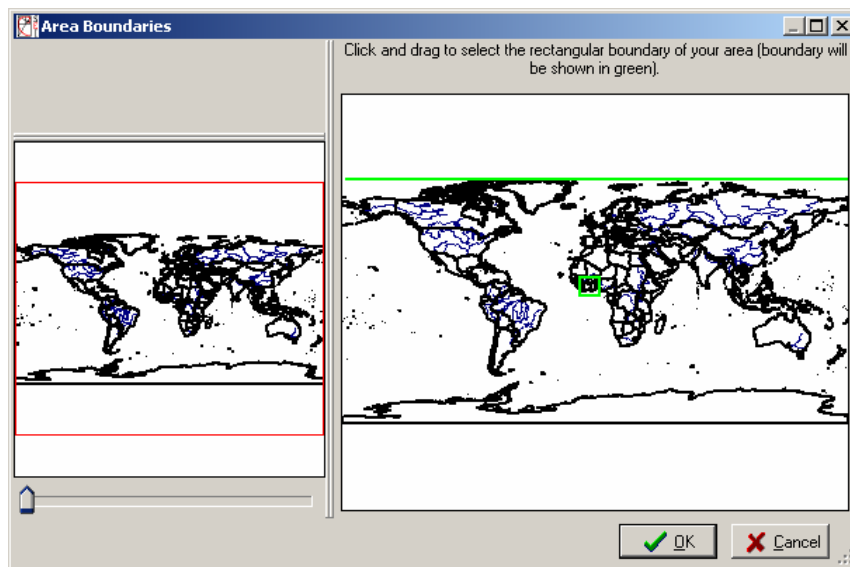 Area Boundaries
Click and drag to select the rectangular boundary of your area (boundary will
be shown in green).
OK
Cancel